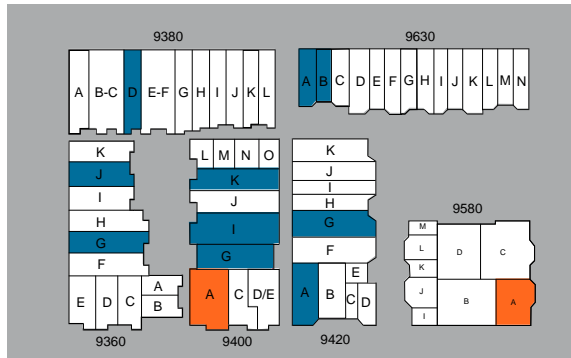 9380
9630
A B-C D E-F G H I J K L
A B C D E F G H I J K L M N
K
J
I
H
G
F
E D C
A
B
9360
L M N O
K
J
I
G
A C D/E
9400
K
J
I
H
G
F
E
A B C D
9420
9580
M
L
K
J
I
D C
B A